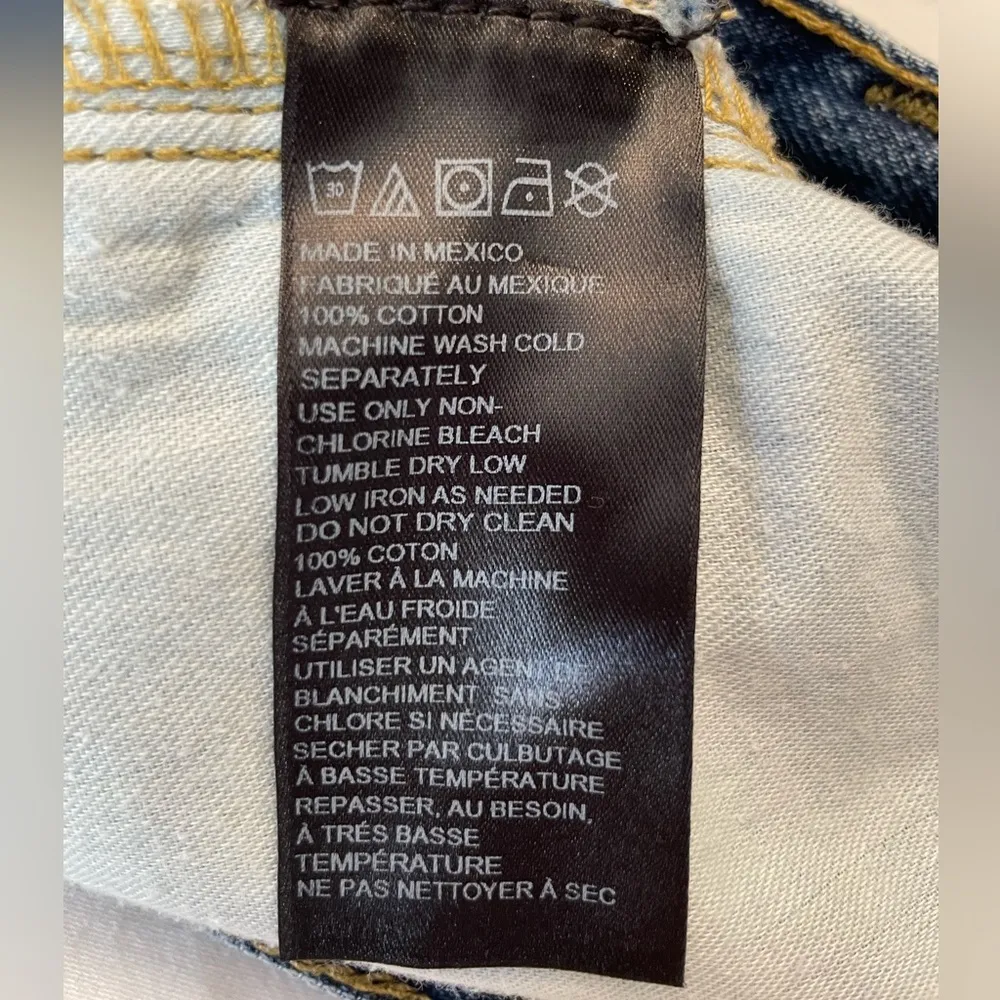 30
MADE IN MEXICO
FABRIQUÉ AU MEXIQUE
100% COTTON
MACHINE WASH COLD
SEPARATELY
USE ONLY NON-
CHLORINE BLEACH
TUMBLE DRY LOW
LOW IRON AS NEEDED
DO NOT DRY CLEAN
100% COTON
LAVER À LA MACHINE
À L'EAU FROIDE
SÉPARÉMENT
UTILISER UN AGENT DE
BLANCHIMENT SANS
CHLORE SI NÉCESSAIRE
SECHER PAR CULBUTAGE
À BASSE TEMPÉRATURE
REPASSER, AU BESOIN,
À TRÉS BASSE
TEMPÉRATURE
NE PAS NETTOYER À SEC